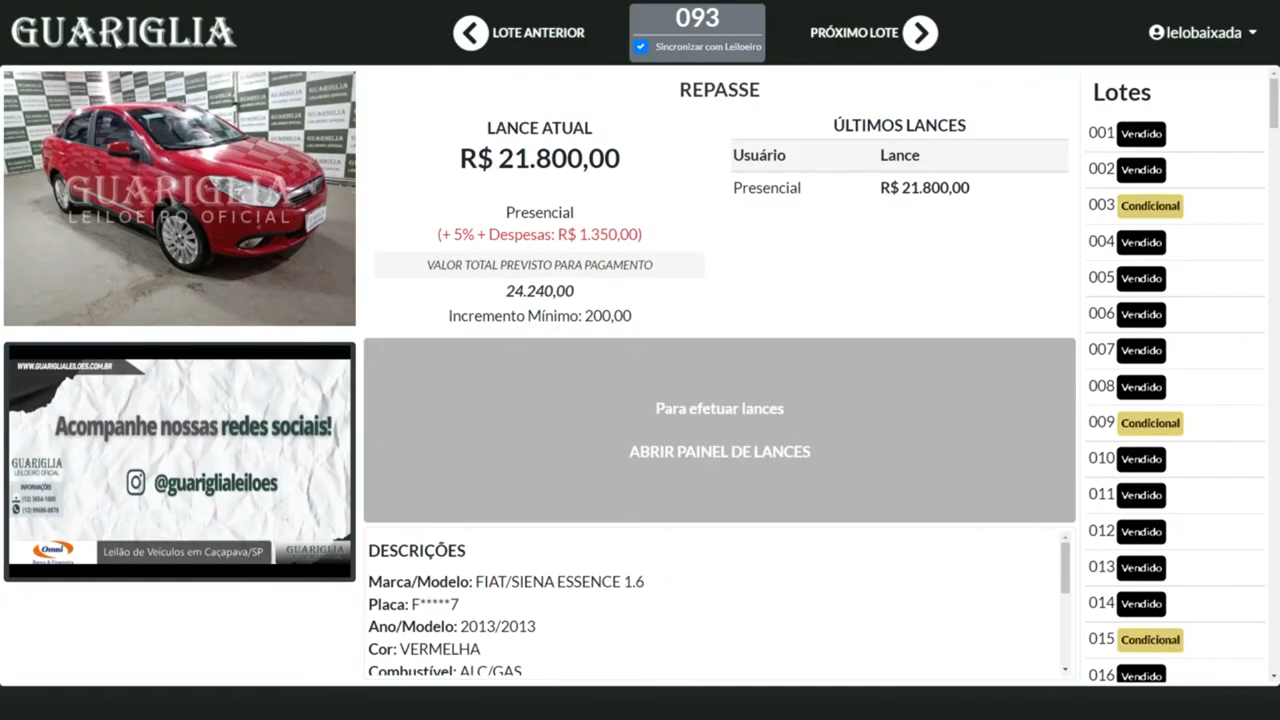 GUARIGLIA
LOTE ANTERIOR
093
Sincronizar com Leiloeiro
PRÓXIMO LOTE
lelobaixada
GUARIGLIA
LEILOEIRO OFICIAL
REPASSE
LANCE ATUAL
R$ 21.800,00
Presencial
(+ 5% + Despesas: R$ 1.350,00)
VALOR TOTAL PREVISTO PARA PAGAMENTO
24.240,00
Incremento Mínimo: 200,00
ÚLTIMOS LANCES
Usuário Lance
Presencial R$ 21.800,00
WWW.GUARIGLIALEILOES.COM.BR
Acompanhe nossas redes sociais!
@guariglialeiloes
GUARIGLIA
LEILOEIRO OFICIAL
INFORMAÇÕES
Omni
Leilão de Veículos em Caçapava/SP
GUARIGLIA
Para efetuar lances
ABRIR PAINEL DE LANCES
DESCRIÇÕES
Marca/Modelo: FIAT/SIENA ESSENCE 1.6
Placa: F*****7
Ano/Modelo: 2013/2013
Cor: VERMELHA
Combustível: ALC/GAS
Lotes
001 Vendido
002 Vendido
003 Condicional
004 Vendido
005 Vendido
006 Vendido
007 Vendido
008 Vendido
009 Condicional
010 Vendido
011 Vendido
012 Vendido
013 Vendido
014 Vendido
015 Condicional
016 Vendido